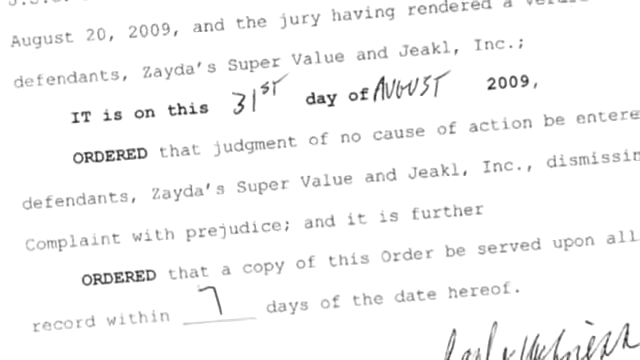 August 20, 2009, and the jury having rendered a
defendants, Zayda's Super Value and Jeakl, Inc.;
IT is on this 31ST day of AUGUST 2009,
ORDERED that judgment of no cause of action be entere
defendants, Zayda's Super Value and Jeakl, Inc., dismissin
Complaint with prejudice; and it is further
ORDERED that a copy of this Order be served upon all
record within 7 days of the date hereof.